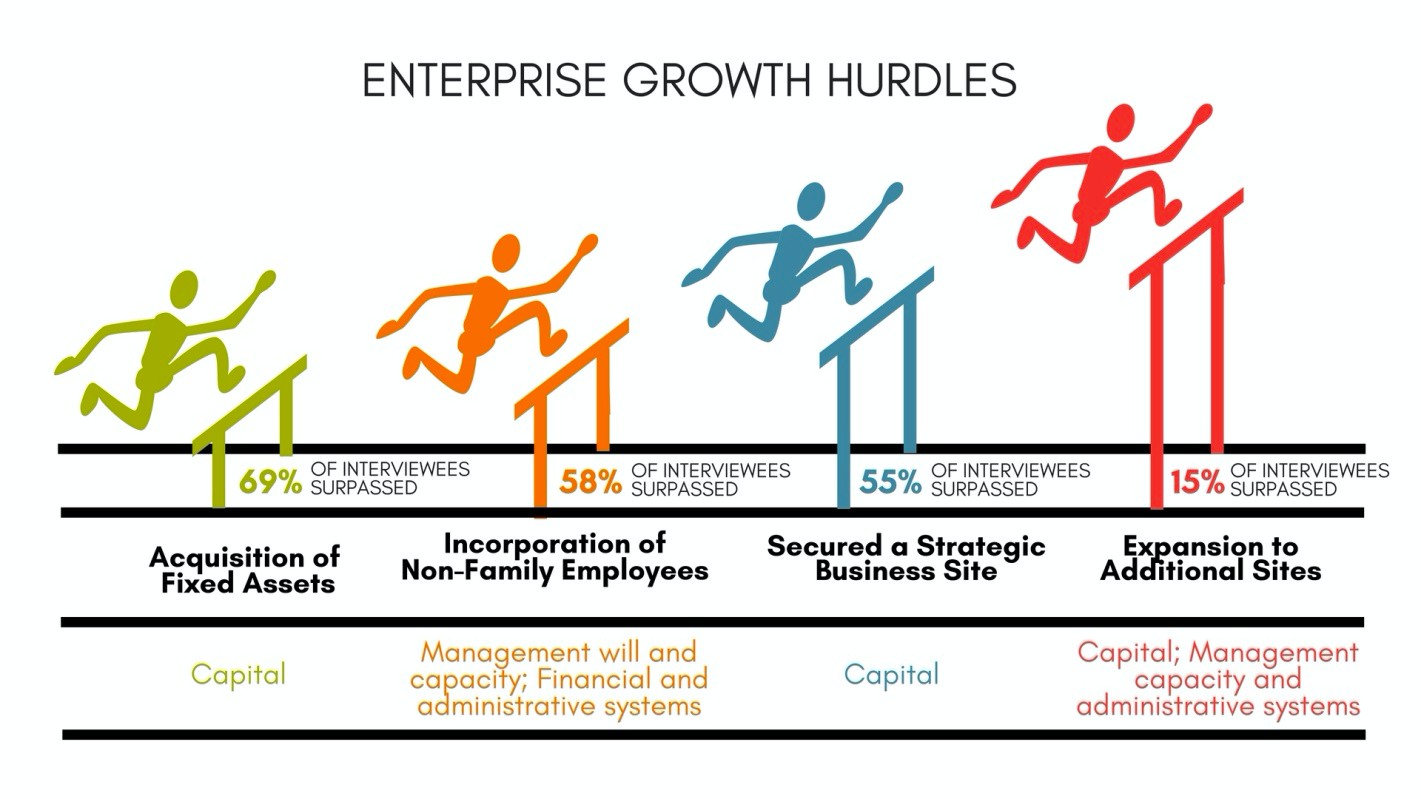 ENTERPRISE GROWTH HURDLES
69% OF INTERVIEWEES
SURPASSED
58% OF INTERVIEWEES
SURPASSED
55% OF INTERVIEWEES
SURPASSED
15% OF INTERVIEWEES
SURPASSED
Acquisition of
Fixed Assets
Incorporation of
Non-Family Employees
Secured a Strategic
Business Site
Expansion to
Additional Sites
Capital
Management will and
capacity; Financial and
administrative systems
Capital
Capital; Management
capacity and
administrative systems